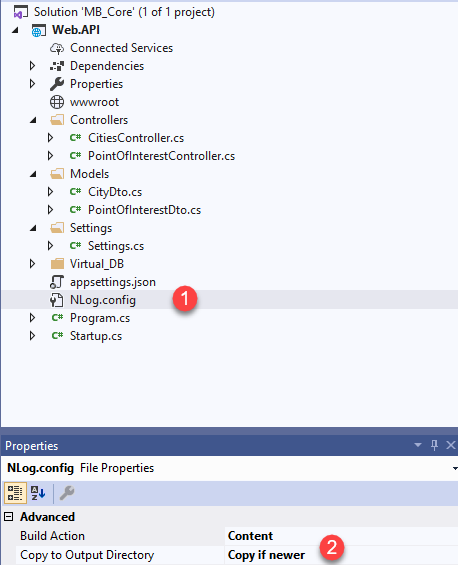 Solution 'MB_Core' (1 of 1 project)
Web.API
Connected Services
Dependencies
Properties
wwwroot
Controllers
C# CitiesController.cs
C# PointOfInterestController.cs
Models
C# CityDto.cs
C# PointOfInterestDto.cs
Settings
C# Settings.cs
Virtual_DB
appsettings.json
NLog.config 1
C# Program.cs
C# Startup.cs
Properties
NLog.config File Properties
Advanced
Build Action Content
Copy to Output Directory Copy if newer 2